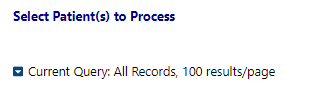 Select Patient(s) to Process
Current Query: All Records, 100 results/page